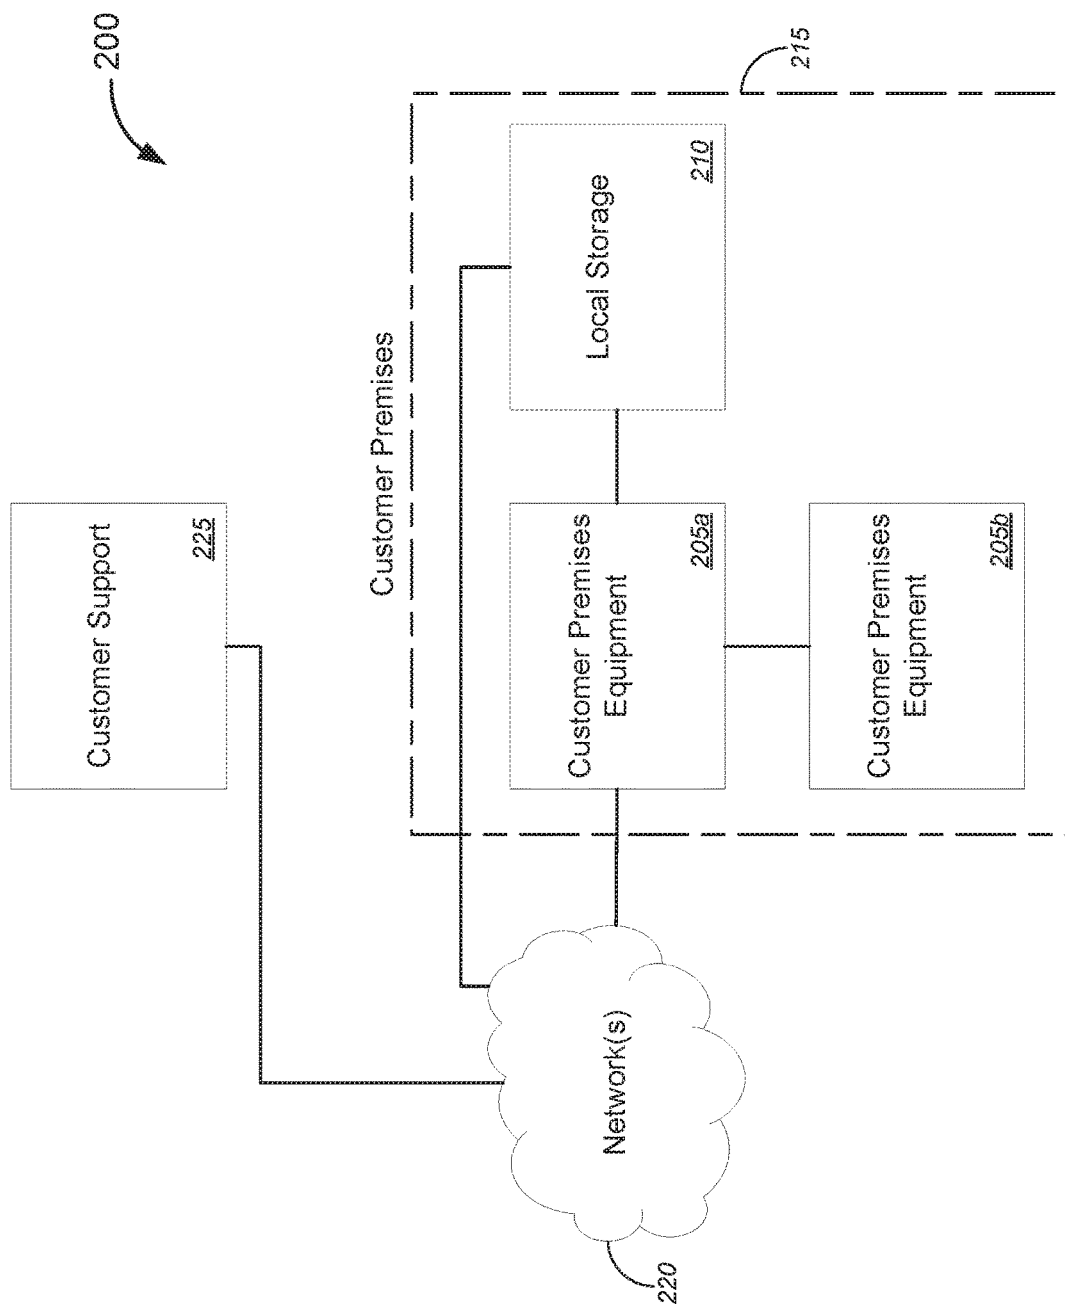 200
Customer Support
225
Customer Premises
215
Local Storage
210
Customer Premises
Equipment
205a
Customer Premises
Equipment
205b
Network(s)
220